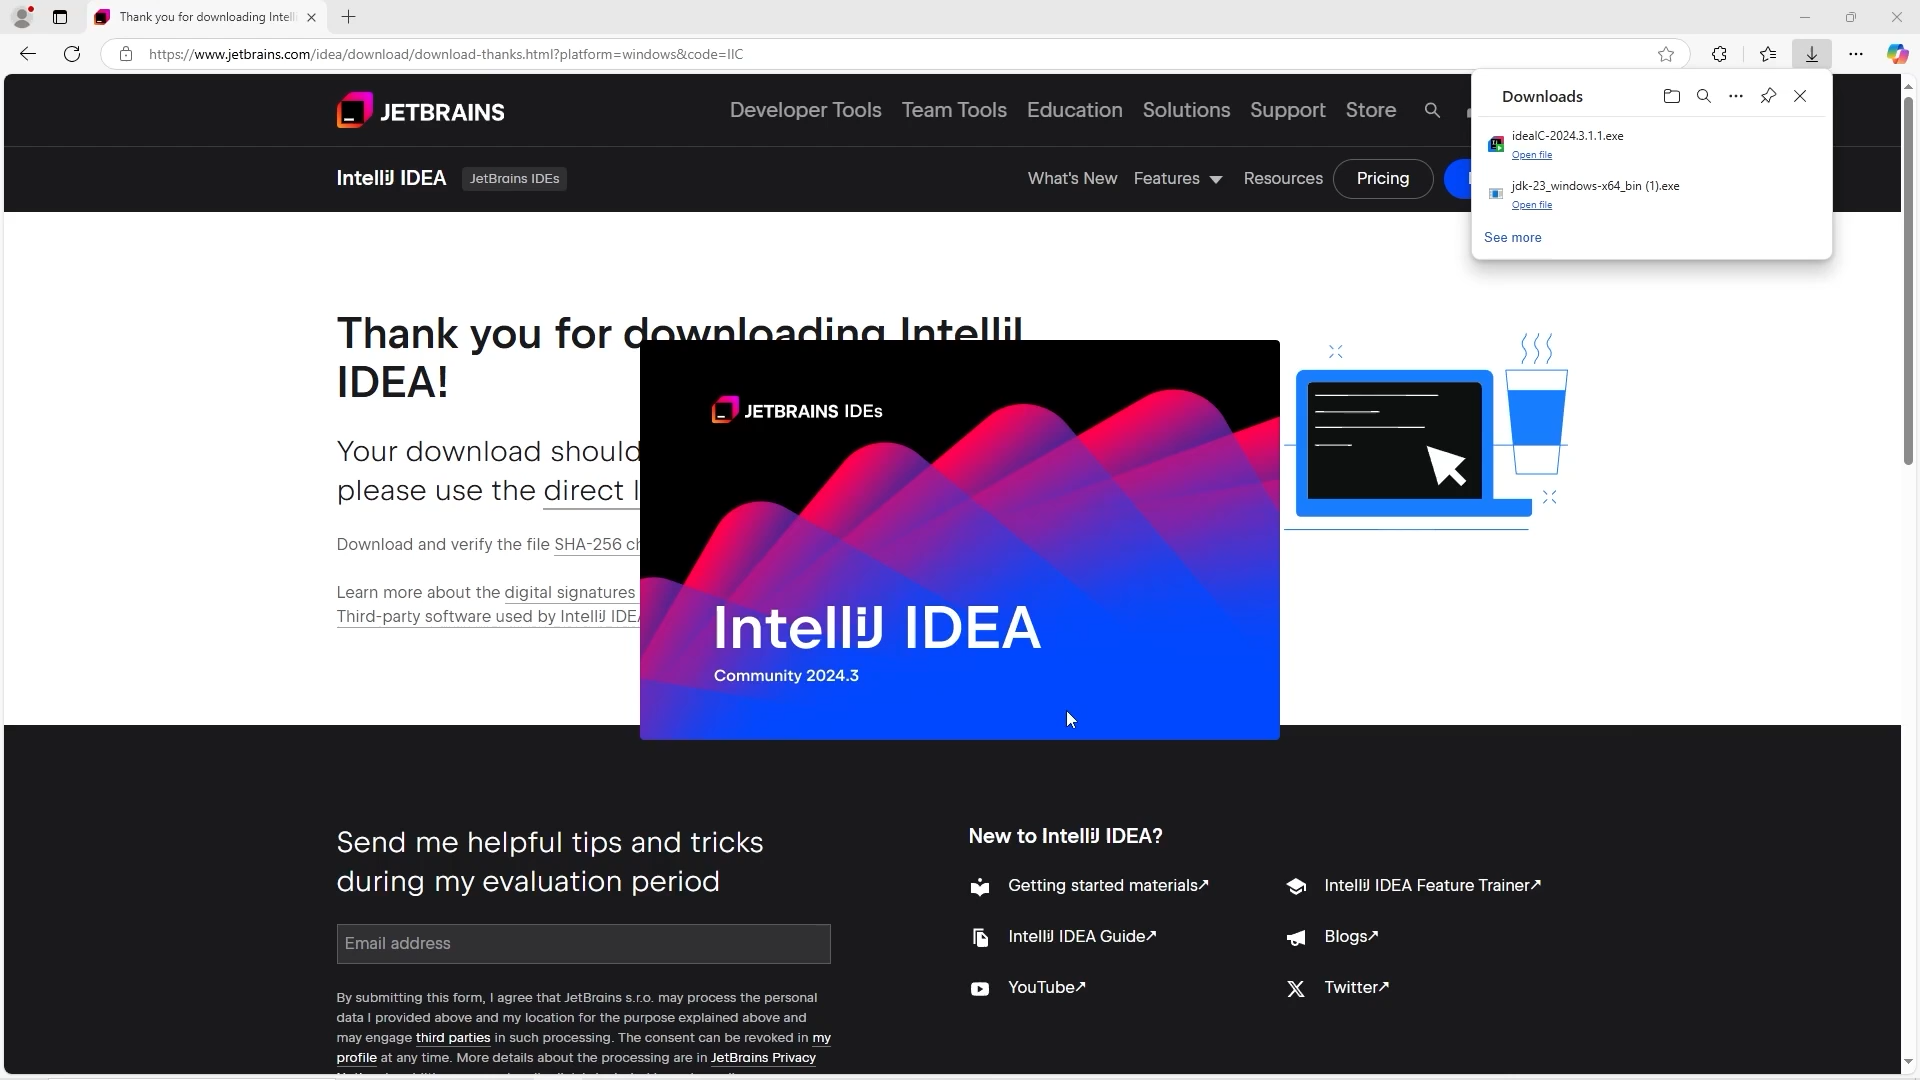 Thank you for downloading Intelli
https://www.jetbrains.com/idea/download/download-thanks.html?platform=windows&code=IIC
JETBRAINS
Developer Tools
Team Tools
Education
Solutions
Support
Store
IntelliJ IDEA
JetBrains IDEs
What's New
Features
Resources
Pricing
Downloads
ideaIC-2024.3.1.1.exe
Open file
jdk-23_windows-x64_bin (1).exe
Open file
See more
Thank you for downloading IntelliJ
IDEA!
Your download should
please use the direct
Download and verify the file SHA-256
Learn more about the digital signatures
Third-party software used by IntelliJ IDEA
JETBRAINS IDEs
IntelliJ IDEA
Community 2024.3
Send me helpful tips and tricks
during my evaluation period
Email address
By submitting this form, I agree that JetBrains s.r.o. may process the personal
data I provided above and my location for the purpose explained above and
may engage third parties in such processing. The consent can be revoked in my
profile at any time. More details about the processing are in JetBrains Privacy
New to IntelliJ IDEA?
Getting started materials↗
IntelliJ IDEA Feature Trainer↗
IntelliJ IDEA Guide↗
Blogs↗
YouTube↗
Twitter↗